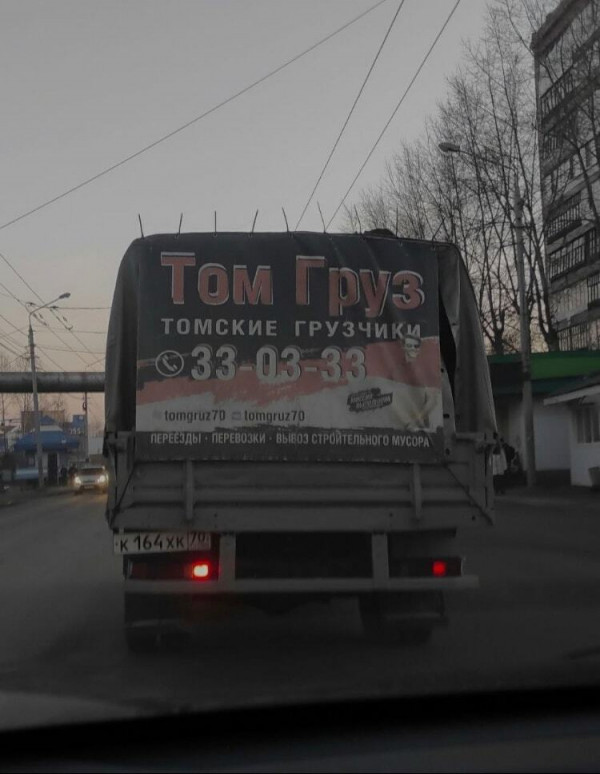 Том Груз
ТОМСКИЕ ГРУЗЧИКИ
33-03-33
tomgruz70 tomgruz70
ПЕРЕЕЗДЫ · ПЕРЕВОЗКИ · ВЫВОЗ СТРОИТЕЛЬНОГО МУСОРА
К 164 ХК 70